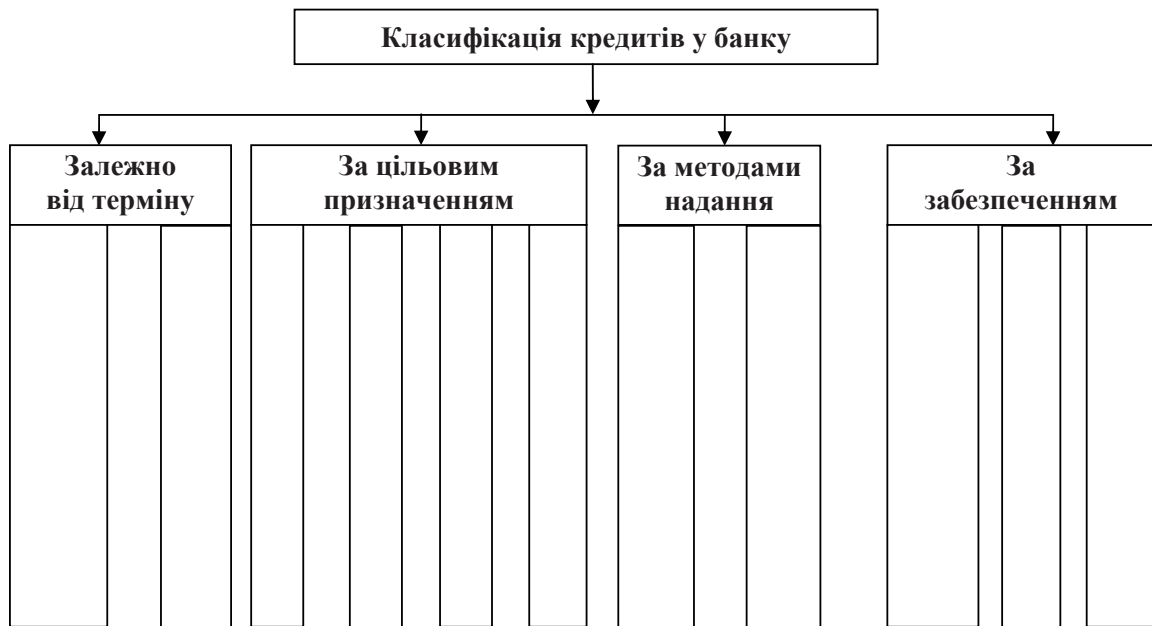 Класифікація кредитів у банку
Залежно
від терміну
За цільовим
призначенням
За методами
надання
За
забезпеченням